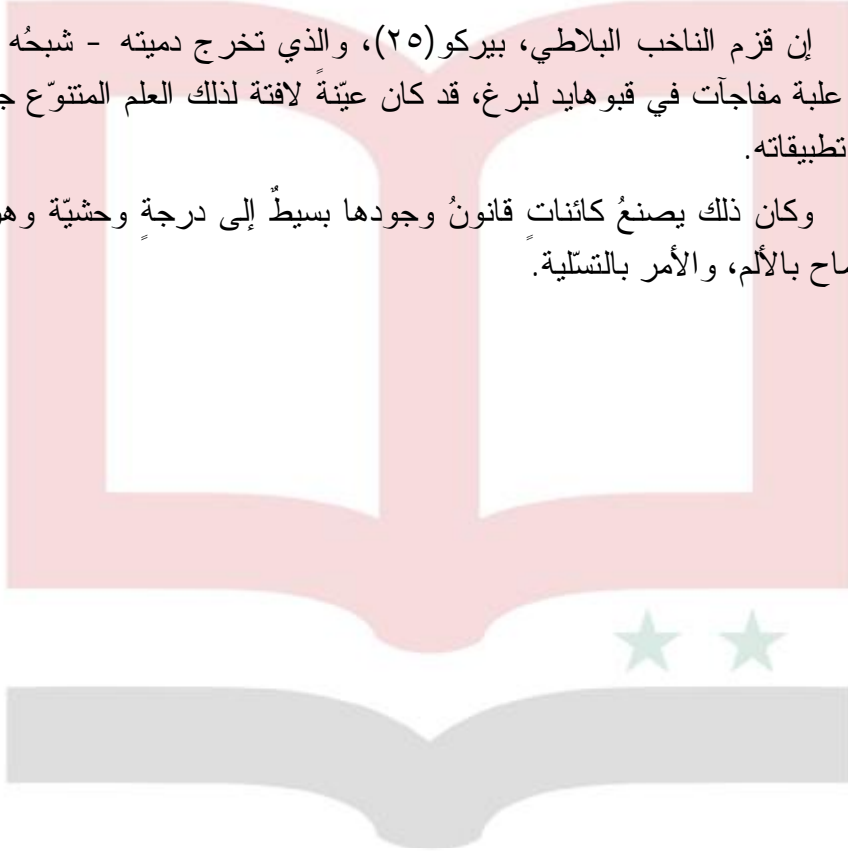 إن قزم الناخب البلاطي، بيركو(٢٥)، والذي تخرج دميته - شبحُه
علبة مفاجآت في قبوهايد لبرغ، قد كان عيّنةً لافتة لذلك العلم المتنوّع
تطبيقاته.
وكان ذلك يصنعُ كائناتٍ قانونُ وجودها بسيطٌ إلى درجةٍ وحشيّة
بالألم، والأمر بالتسّلية.